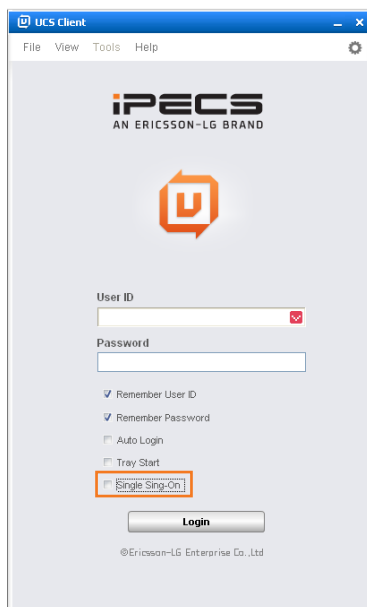 UCS Client
File View Tools Help
iPECS
AN ERICSSON-LG BRAND
User ID
Password
Remember User ID
Remember Password
Auto Login
Tray Start
Single Sing-On
Login
©Ericsson-LG Enterprise Co.,Ltd